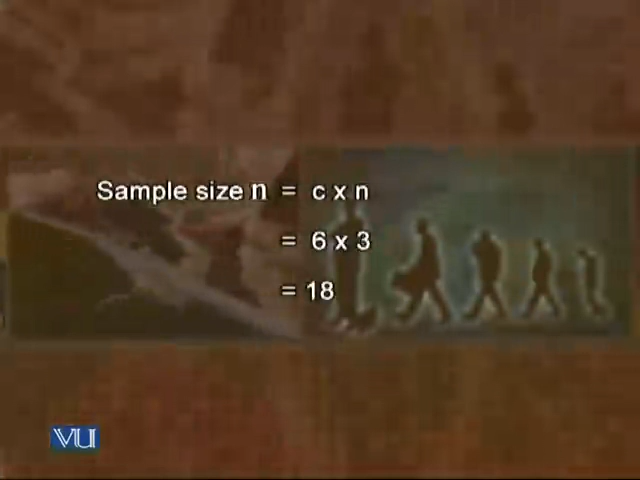 Sample size n = c x n
= 6 x 3
= 18
VU